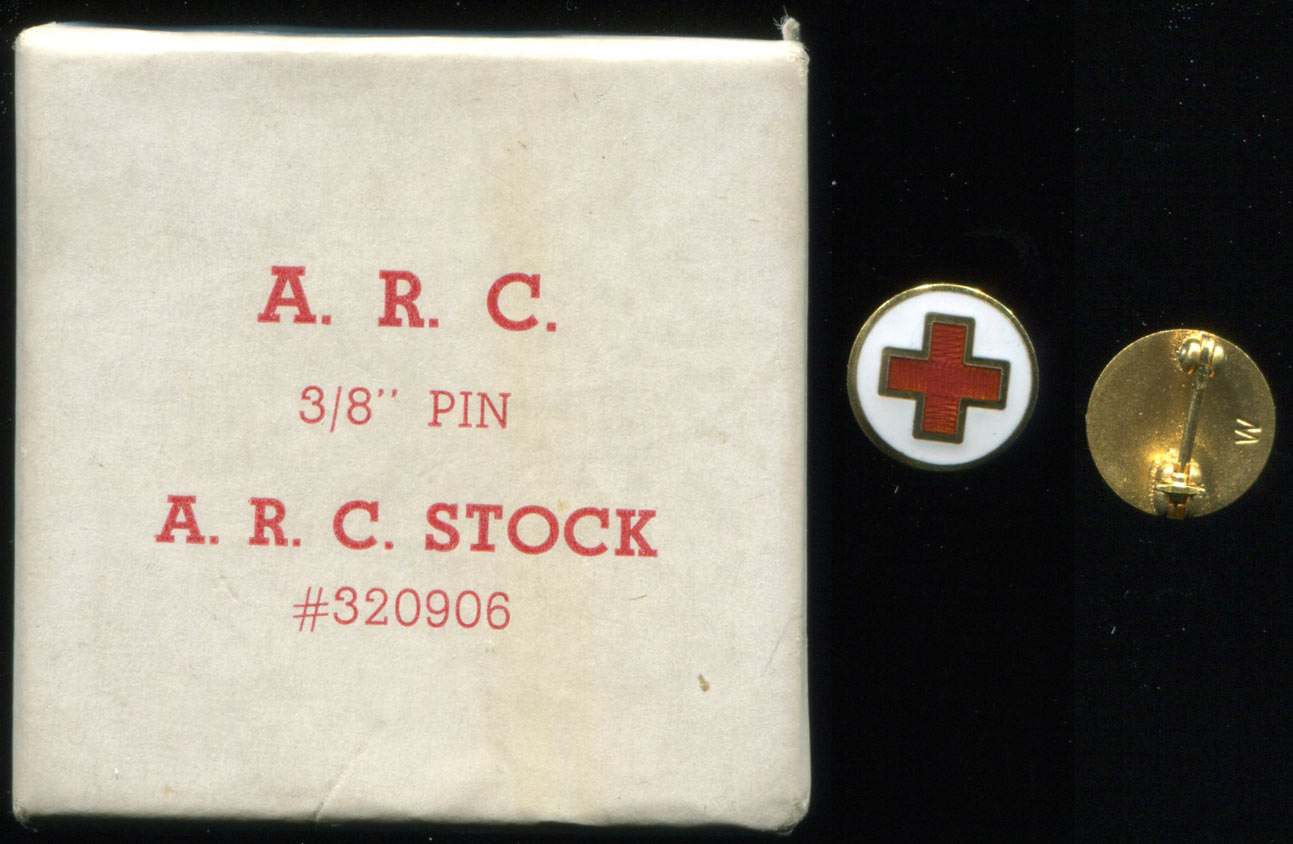 A. R. C.
3/8" PIN
A. R. C. STOCK
#320906